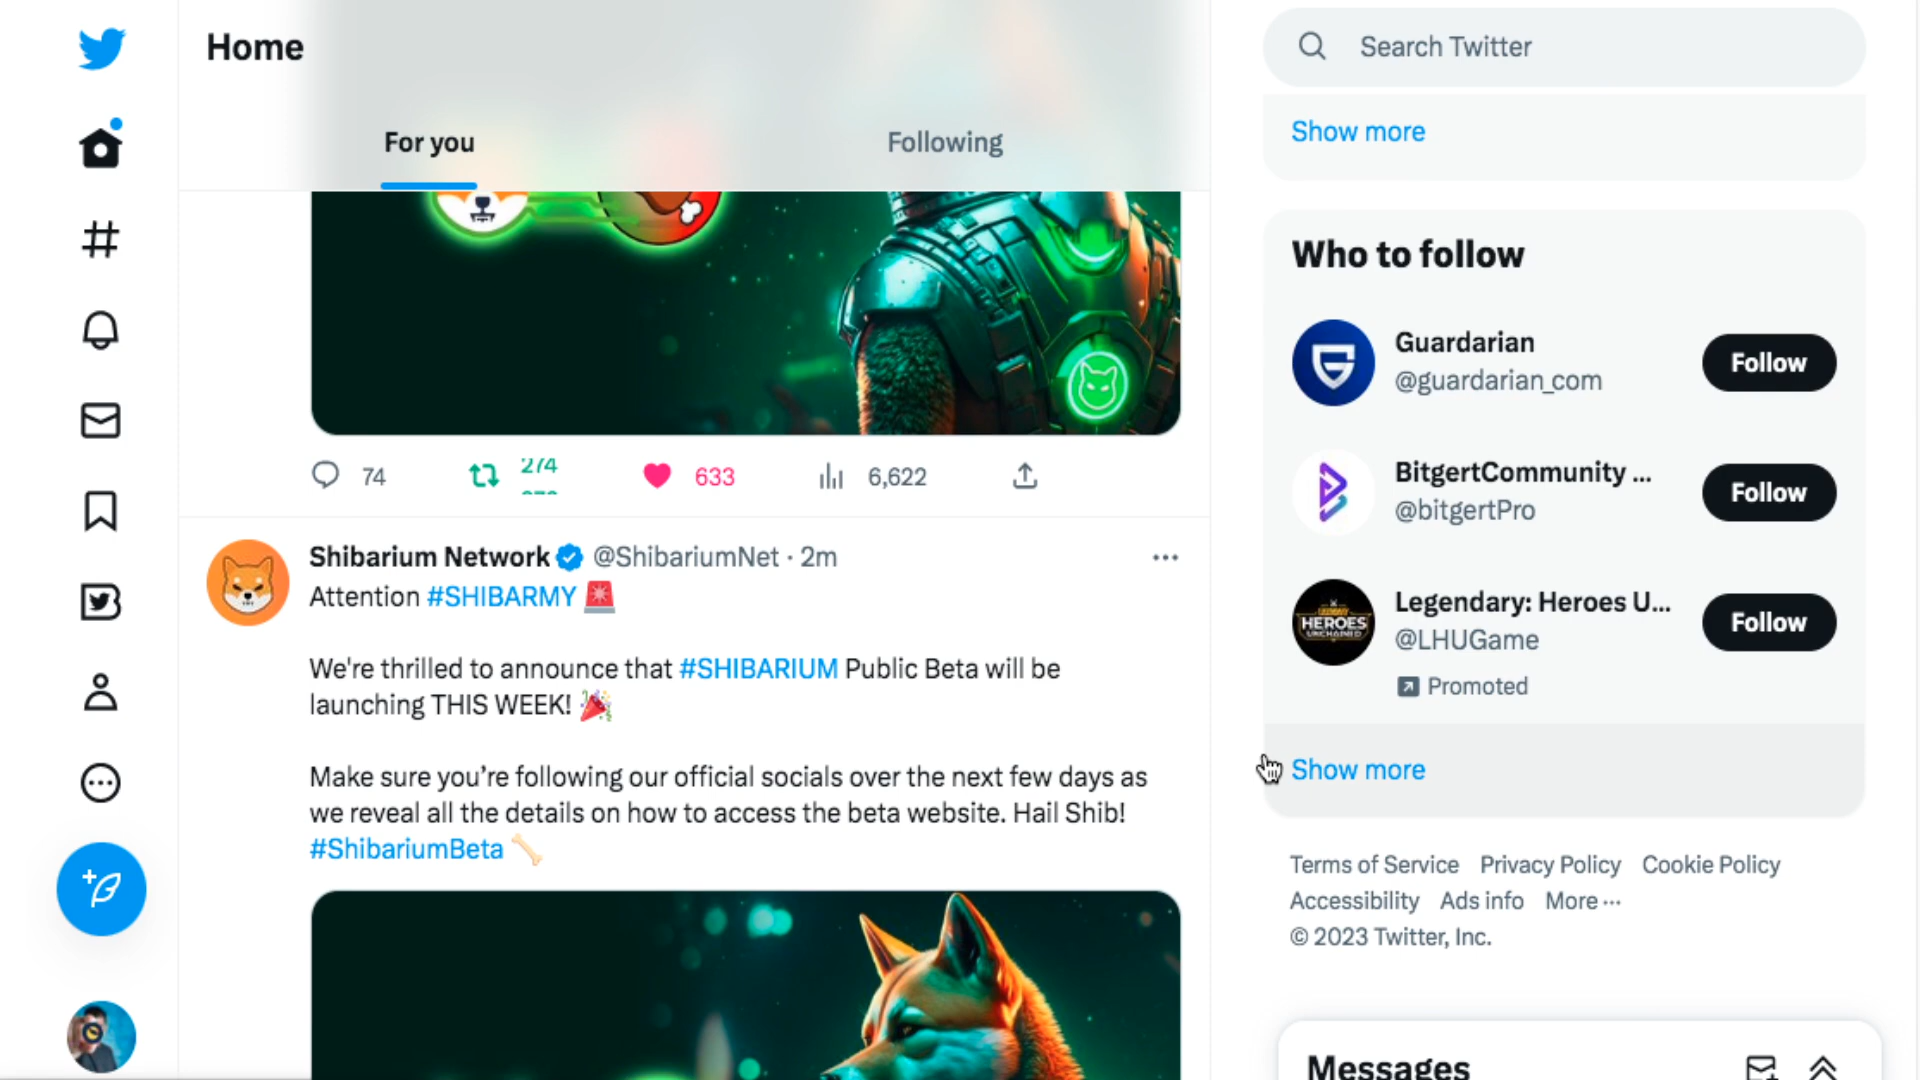 Home
For you
Following
74
274
633
6,622
Shibarium Network @ShibariumNet · 2m
Attention #SHIBARMY
We're thrilled to announce that #SHIBARIUM Public Beta will be
launching THIS WEEK!
Make sure you're following our official socials over the next few days as
we reveal all the details on how to access the beta website. Hail Shib!
#ShibariumBeta
Search Twitter
Show more
Who to follow
Guardarian
@guardarian_com
Follow
BitgertCommunity ...
@bitgertPro
Follow
LEGENDARY
HEROES
UNCHAINED
Legendary: Heroes U...
@LHUGame
Follow
Promoted
Show more
Terms of Service Privacy Policy Cookie Policy
Accessibility Ads info More ...
© 2023 Twitter, Inc.
Messages